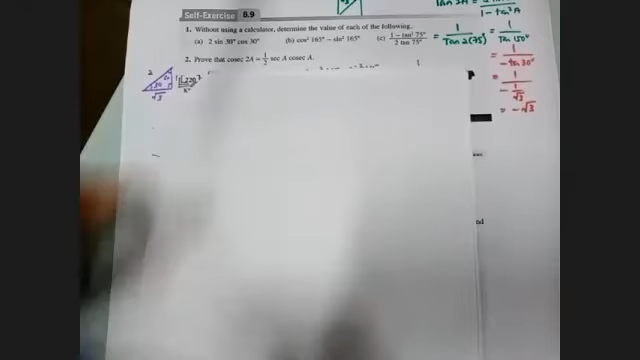 1 - tan² A
Self-Exercise 8.9
1. Without using a calculator, determine the value of each of the following.
(a) 2 sin 30° cos 30° (b) cos² 165° – sin² 165° (c) 1 – tan² 75° / 2 tan 75° = 1 / Tan 2(75) = 1 / Tan 150°
= 1 / -tan 30°
2. Prove that cosec 2A = 1/2 sec A cosec A.
2
30
√3
= 1 / - 1/√3
= -√3